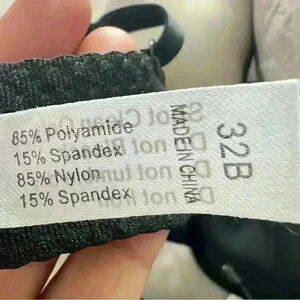 85% Polyamide
15% Spandex
85% Nylon
15% Spandex
MADE IN CHINA
32B